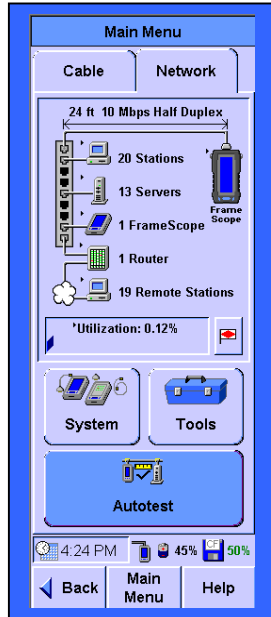 Main Menu
Cable Network
24 ft 10 Mbps Half Duplex
20 Stations
13 Servers
Frame
Scope
1 FrameScope
1 Router
19 Remote Stations
Utilization: 0.12%
System Tools
Autotest
4:24 PM 45% CF 50%
Back Main Menu Help